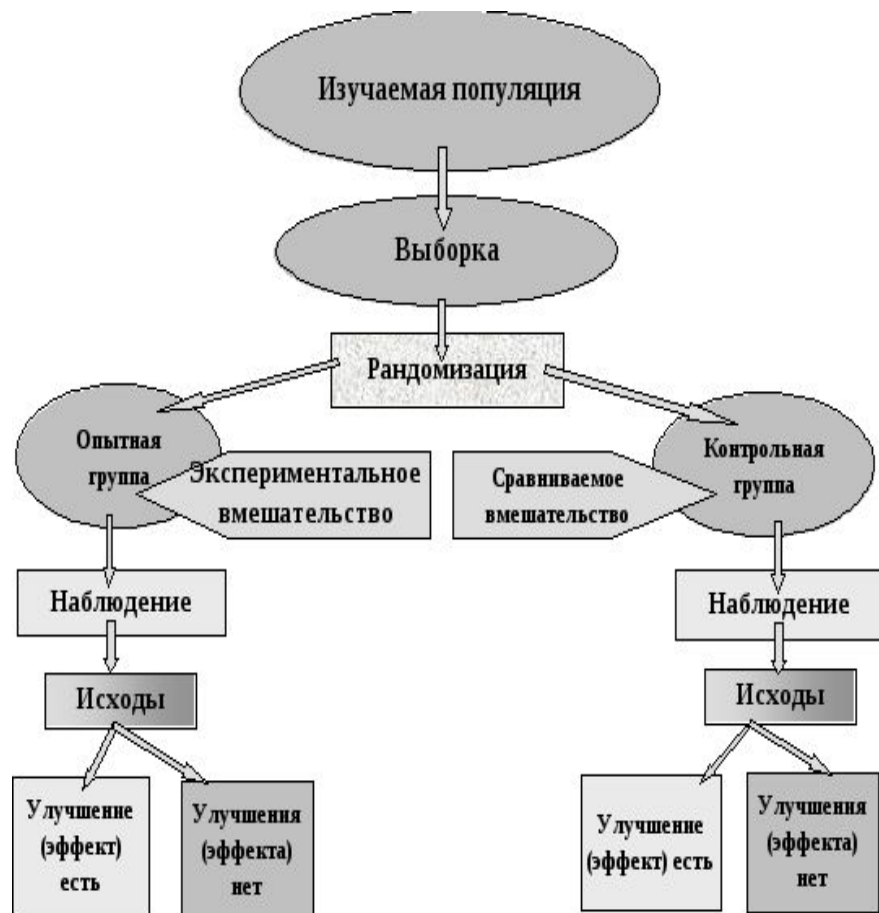 Изучаемая популяция
Выборка
Рандомизация
Опытная
группа
Экспериментальное
вмешательство
Сравниваемое
вмешательство
Контрольная
группа
Наблюдение
Наблюдение
Исходы
Исходы
Улучшение
(эффект)
есть
Улучшения
(эффекта)
нет
Улучшение
(эффект) есть
Улучшения
(эффекта)
нет